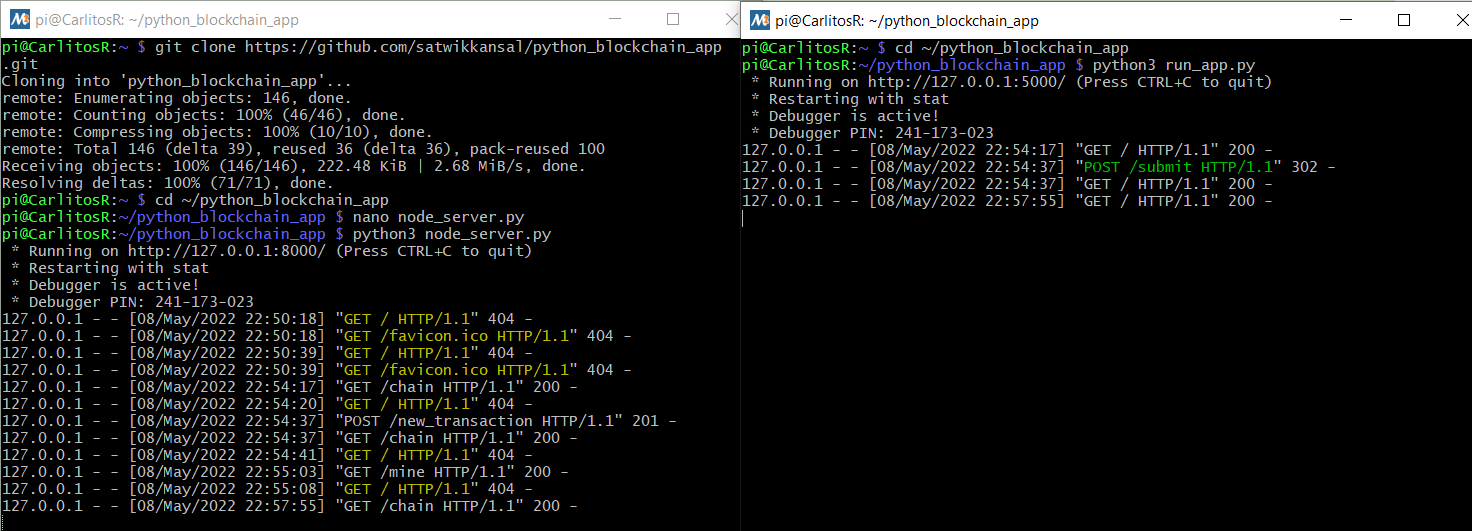 pi@CarlitosR: ~/python_blockchain_app
pi@CarlitosR:~ $ git clone https://github.com/satwikkansal/python_blockchain_app
.git
Cloning into 'python_blockchain_app'...
remote: Enumerating objects: 146, done.
remote: Counting objects: 100% (46/46), done.
remote: Compressing objects: 100% (10/10), done.
remote: Total 146 (delta 39), reused 36 (delta 36), pack-reused 100
Receiving objects: 100% (146/146), 222.48 KiB | 2.68 MiB/s, done.
Resolving deltas: 100% (71/71), done.
pi@CarlitosR:~ $ cd ~/python_blockchain_app
pi@CarlitosR:~/python_blockchain_app $ nano node_server.py
pi@CarlitosR:~/python_blockchain_app $ python3 node_server.py
 * Running on http://127.0.0.1:8000/ (Press CTRL+C to quit)
 * Restarting with stat
 * Debugger is active!
 * Debugger PIN: 241-173-023
127.0.0.1 - - [08/May/2022 22:50:18] "GET / HTTP/1.1" 404 -
127.0.0.1 - - [08/May/2022 22:50:18] "GET /favicon.ico HTTP/1.1" 404 -
127.0.0.1 - - [08/May/2022 22:50:39] "GET / HTTP/1.1" 404 -
127.0.0.1 - - [08/May/2022 22:50:39] "GET /favicon.ico HTTP/1.1" 404 -
127.0.0.1 - - [08/May/2022 22:54:17] "GET /chain HTTP/1.1" 200 -
127.0.0.1 - - [08/May/2022 22:54:20] "GET / HTTP/1.1" 404 -
127.0.0.1 - - [08/May/2022 22:54:37] "POST /new_transaction HTTP/1.1" 201 -
127.0.0.1 - - [08/May/2022 22:54:37] "GET /chain HTTP/1.1" 200 -
127.0.0.1 - - [08/May/2022 22:54:41] "GET / HTTP/1.1" 404 -
127.0.0.1 - - [08/May/2022 22:55:03] "GET /mine HTTP/1.1" 200 -
127.0.0.1 - - [08/May/2022 22:55:08] "GET / HTTP/1.1" 404 -
127.0.0.1 - - [08/May/2022 22:57:55] "GET /chain HTTP/1.1" 200 -
pi@CarlitosR: ~/python_blockchain_app
pi@CarlitosR:~ $ cd ~/python_blockchain_app
pi@CarlitosR:~/python_blockchain_app $ python3 run_app.py
 * Running on http://127.0.0.1:5000/ (Press CTRL+C to quit)
 * Restarting with stat
 * Debugger is active!
 * Debugger PIN: 241-173-023
127.0.0.1 - - [08/May/2022 22:54:17] "GET / HTTP/1.1" 200 -
127.0.0.1 - - [08/May/2022 22:54:37] "POST /submit HTTP/1.1" 302 -
127.0.0.1 - - [08/May/2022 22:54:37] "GET / HTTP/1.1" 200 -
127.0.0.1 - - [08/May/2022 22:57:55] "GET / HTTP/1.1" 200 -